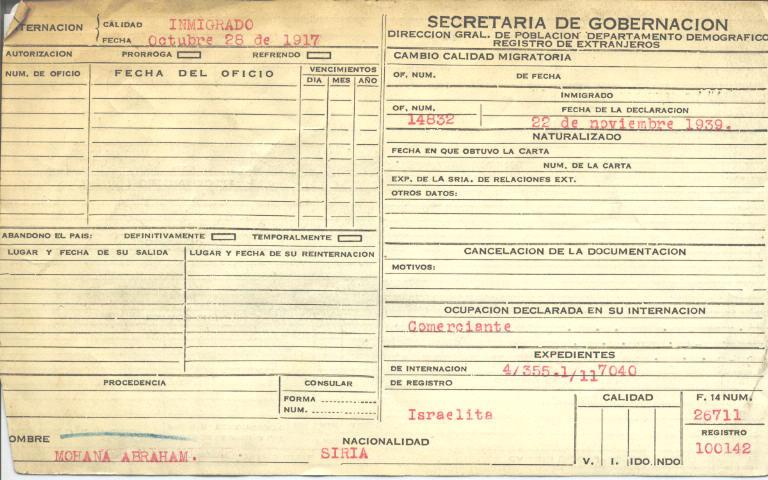 TERNACION
CALIDAD INMIGRADO
FECHA Octubre 28 de 1917
AUTORIZACION PRORROGA REFRENDO
NUM. DE OFICIO FECHA DEL OFICIO VENCIMIENTOS
DIA MES AÑO
ABANDONO EL PAIS: DEFINITIVAMENTE TEMPORALMENTE
LUGAR Y FECHA DE SU SALIDA LUGAR Y FECHA DE SU REINTERNACION
PROCEDENCIA CONSULAR
FORMA
NUM.
SECRETARIA DE GOBERNACION
DIRECCION GRAL. DE POBLACION DEPARTAMENTO DEMOGRAFICO
REGISTRO DE EXTRANJEROS
CAMBIO CALIDAD MIGRATORIA
OF. NUM. DE FECHA
INMIGRADO
OF. NUM. FECHA DE LA DECLARACION
14832 22 de noviembre 1939.
NATURALIZADO
FECHA EN QUE OBTUVO LA CARTA
NUM. DE LA CARTA
EXP. DE LA SRIA. DE RELACIONES EXT.
OTROS DATOS:
CANCELACION DE LA DOCUMENTACION
MOTIVOS:
OCUPACION DECLARADA EN SU INTERNACION
Comerciante
EXPEDIENTES
DE INTERNACION 4/355.1/117040
DE REGISTRO
Israelita
CALIDAD
V. I. IDO. NDO
F. 14 NUM.
26711
REGISTRO
100142
OMBRE MOHANA ABRAHAM.
NACIONALIDAD
SIRIA